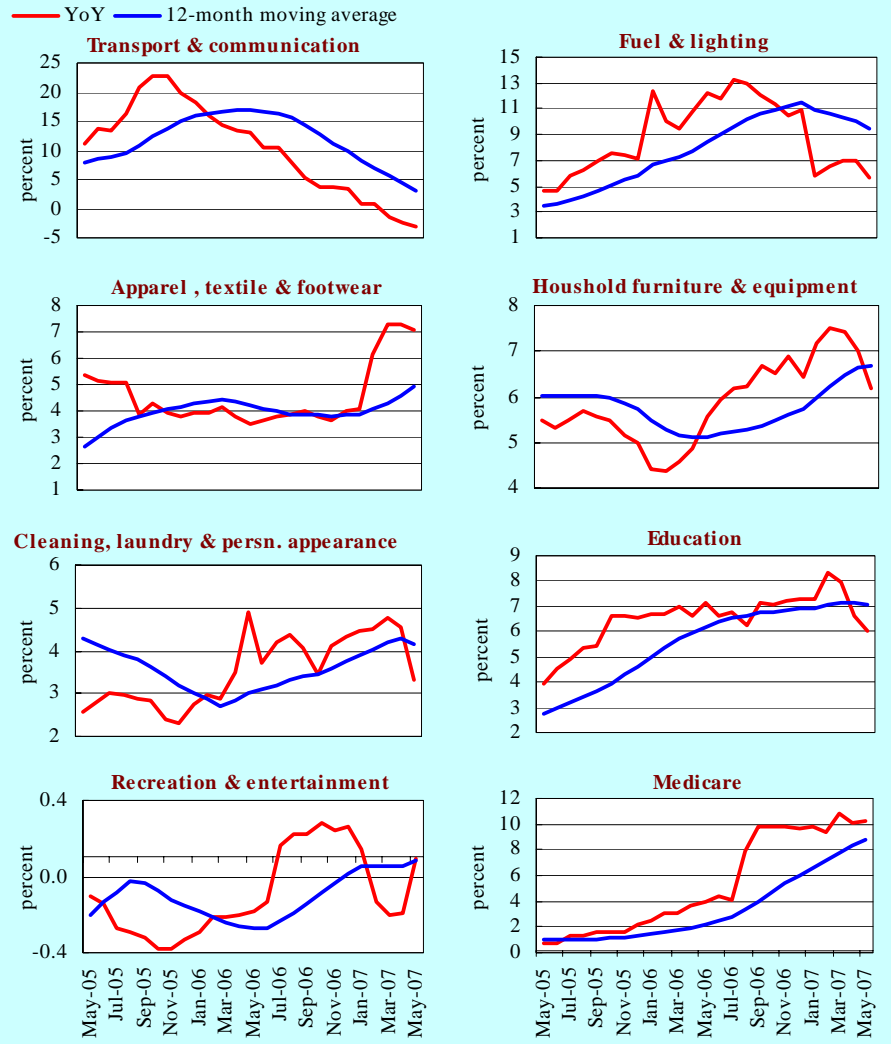 YoY 12-month moving average
Transport & communication
percent
25
20
15
10
5
0
-5
Fuel & lighting
percent
15
13
11
9
7
5
3
1
Apparel , textile & footwear
percent
8
7
6
5
4
3
2
1
Houshold furniture & equipment
percent
8
7
6
5
4
Cleaning, laundry & persn. appearance
percent
6
5
4
3
2
Education
percent
9
8
7
6
5
4
3
2
Recreation & entertainment
percent
0.4
0.0
-0.4
May-05
Jul-05
Sep-05
Nov-05
Jan-06
Mar-06
May-06
Jul-06
Sep-06
Nov-06
Jan-07
Mar-07
May-07
Medicare
percent
12
10
8
6
4
2
0
May-05
Jul-05
Sep-05
Nov-05
Jan-06
Mar-06
May-06
Jul-06
Sep-06
Nov-06
Jan-07
Mar-07
May-07